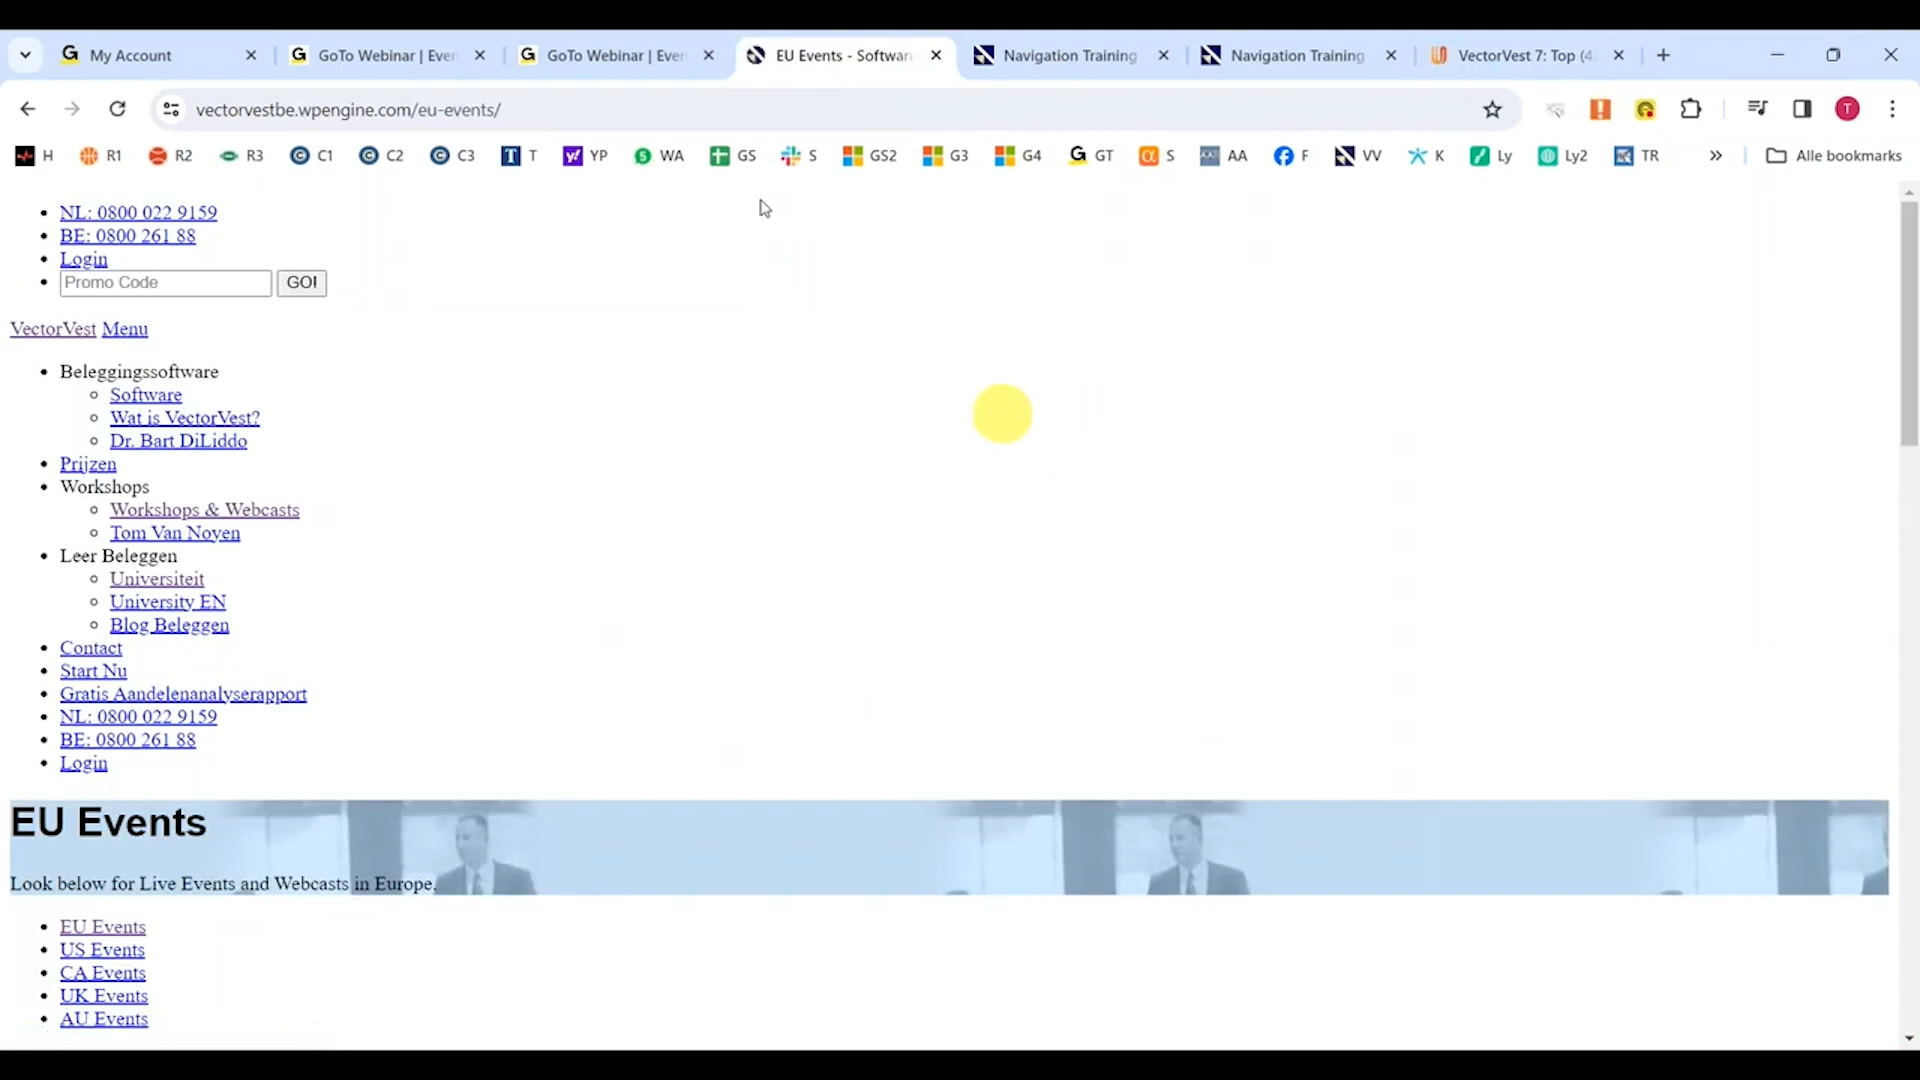 My Account
GoTo Webinar | Even
GoTo Webinar | Even
EU Events - Softwar
Navigation Training
Navigation Training
VectorVest 7: Top (4
vectorvestbe.wpengine.com/eu-events/
T
H R1 R2 R3 C1 C2 C3 T YP WA GS S GS2 G3 G4 GT S AA F VV K Ly Ly2 TR » Alle bookmarks
NL: 0800 022 9159
BE: 0800 261 88
Login
Promo Code GO!
VectorVest Menu
Beleggingssoftware
Software
Wat is VectorVest?
Dr. Bart DiLiddo
Prijzen
Workshops
Workshops & Webcasts
Tom Van Noyen
Leer Beleggen
Universiteit
University EN
Blog Beleggen
Contact
Start Nu
Gratis Aandelenanalyserapport
NL: 0800 022 9159
BE: 0800 261 88
Login
EU Events
Look below for Live Events and Webcasts in Europe.
EU Events
US Events
CA Events
UK Events
AU Events